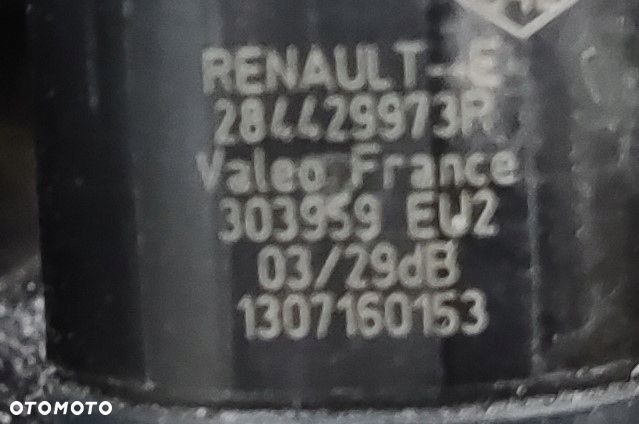 RENAULT-E
284429973R
Valeo France
303959 EU2
03/29dB
1307160153
OTOMOTO